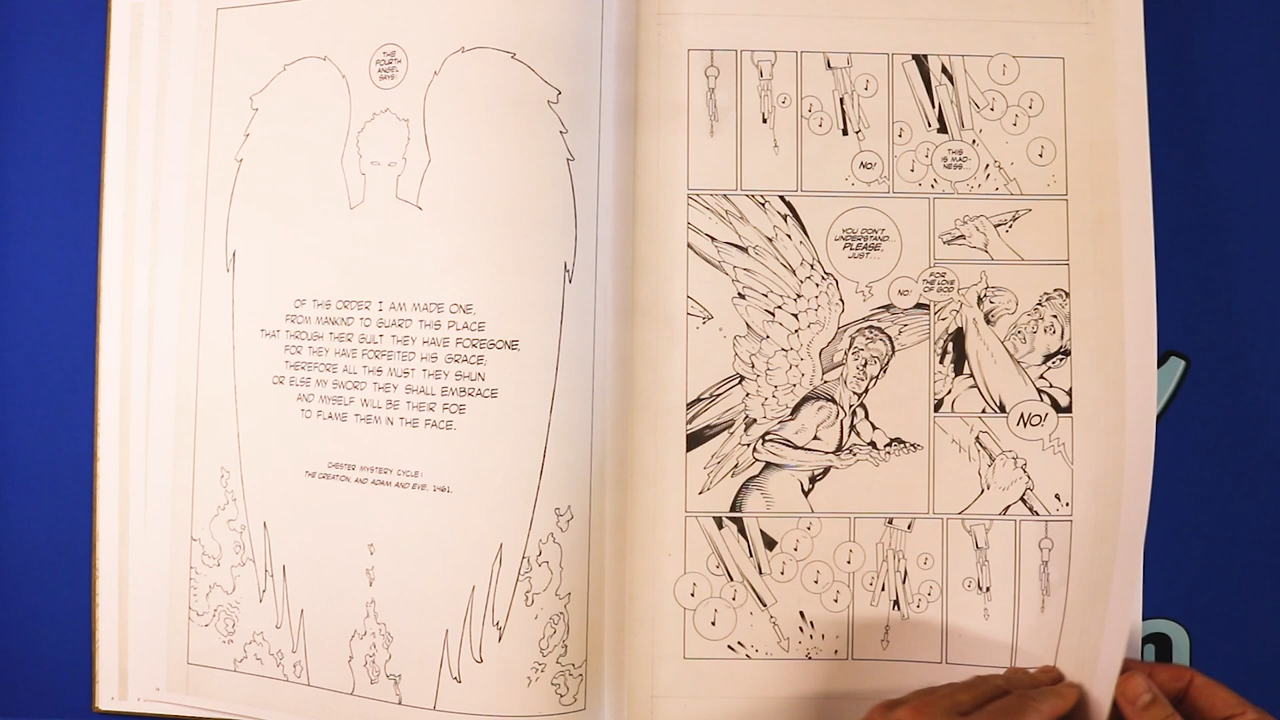 THE
FOURTH
ANGEL
SAYS:
OF THIS ORDER I AM MADE ONE,
FROM MANKIND TO GUARD THIS PLACE
THAT THROUGH THEIR GUILT THEY HAVE FOREGONE,
FOR THEY HAVE FORFEITED HIS GRACE;
THEREFORE ALL THIS MUST THEY SHUN
OR ELSE MY SWORD THEY SHALL EMBRACE
AND MYSELF WILL BE THEIR FOE
TO FLAME THEM IN THE FACE.
CHESTER MYSTERY CYCLE:
THE CREATION, AND ADAM AND EVE, 1461.
NO!
THIS
IS MAD-
NESS...
YOU DON'T
UNDERSTAND...
PLEASE,
JUST...
NO!
FOR
THE LOVE
OF GOD
NO!